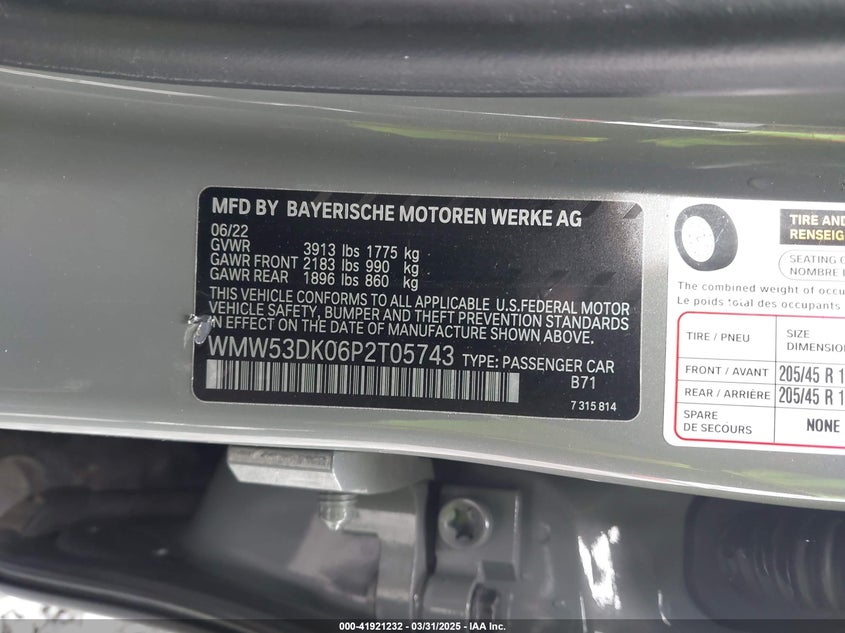 MFD BY BAYERISCHE MOTOREN WERKE AG
06/22
GVWR 3913 lbs 1775 kg
GAWR FRONT 2183 lbs 990 kg
GAWR REAR 1896 lbs 860 kg
THIS VEHICLE CONFORMS TO ALL APPLICABLE U.S.FEDERAL MOTOR
VEHICLE SAFETY, BUMPER AND THEFT PREVENTION STANDARDS
IN EFFECT ON THE DATE OF MANUFACTURE SHOWN ABOVE.
WMW53DK06P2T05743 TYPE: PASSENGER CAR
B71
7 315 814
TIRE AND
RENSEIG
SEATING
NOMBRE
The combined weight of occu
Le poids total des occupants
TIRE / PNEU SIZE
DIMENSION
FRONT / AVANT 205/45 R 1
REAR / ARRIÈRE 205/45 R 1
SPARE
DE SECOURS NONE
000-41921232 - 03/31/2025 - IAA Inc.